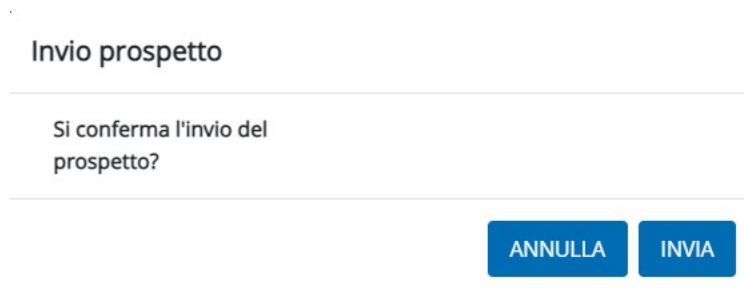 Invio prospetto
Si conferma l'invio del
prospetto?
ANNULLA INVIA